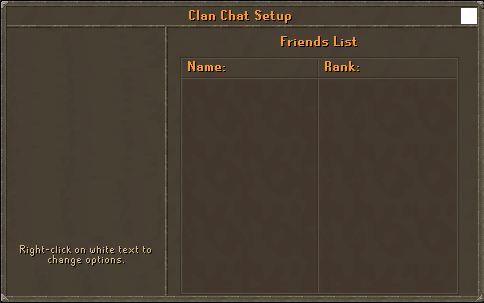 Clan Chat Setup
Friends List
Name: Rank:
Right-click on white text to
change options.